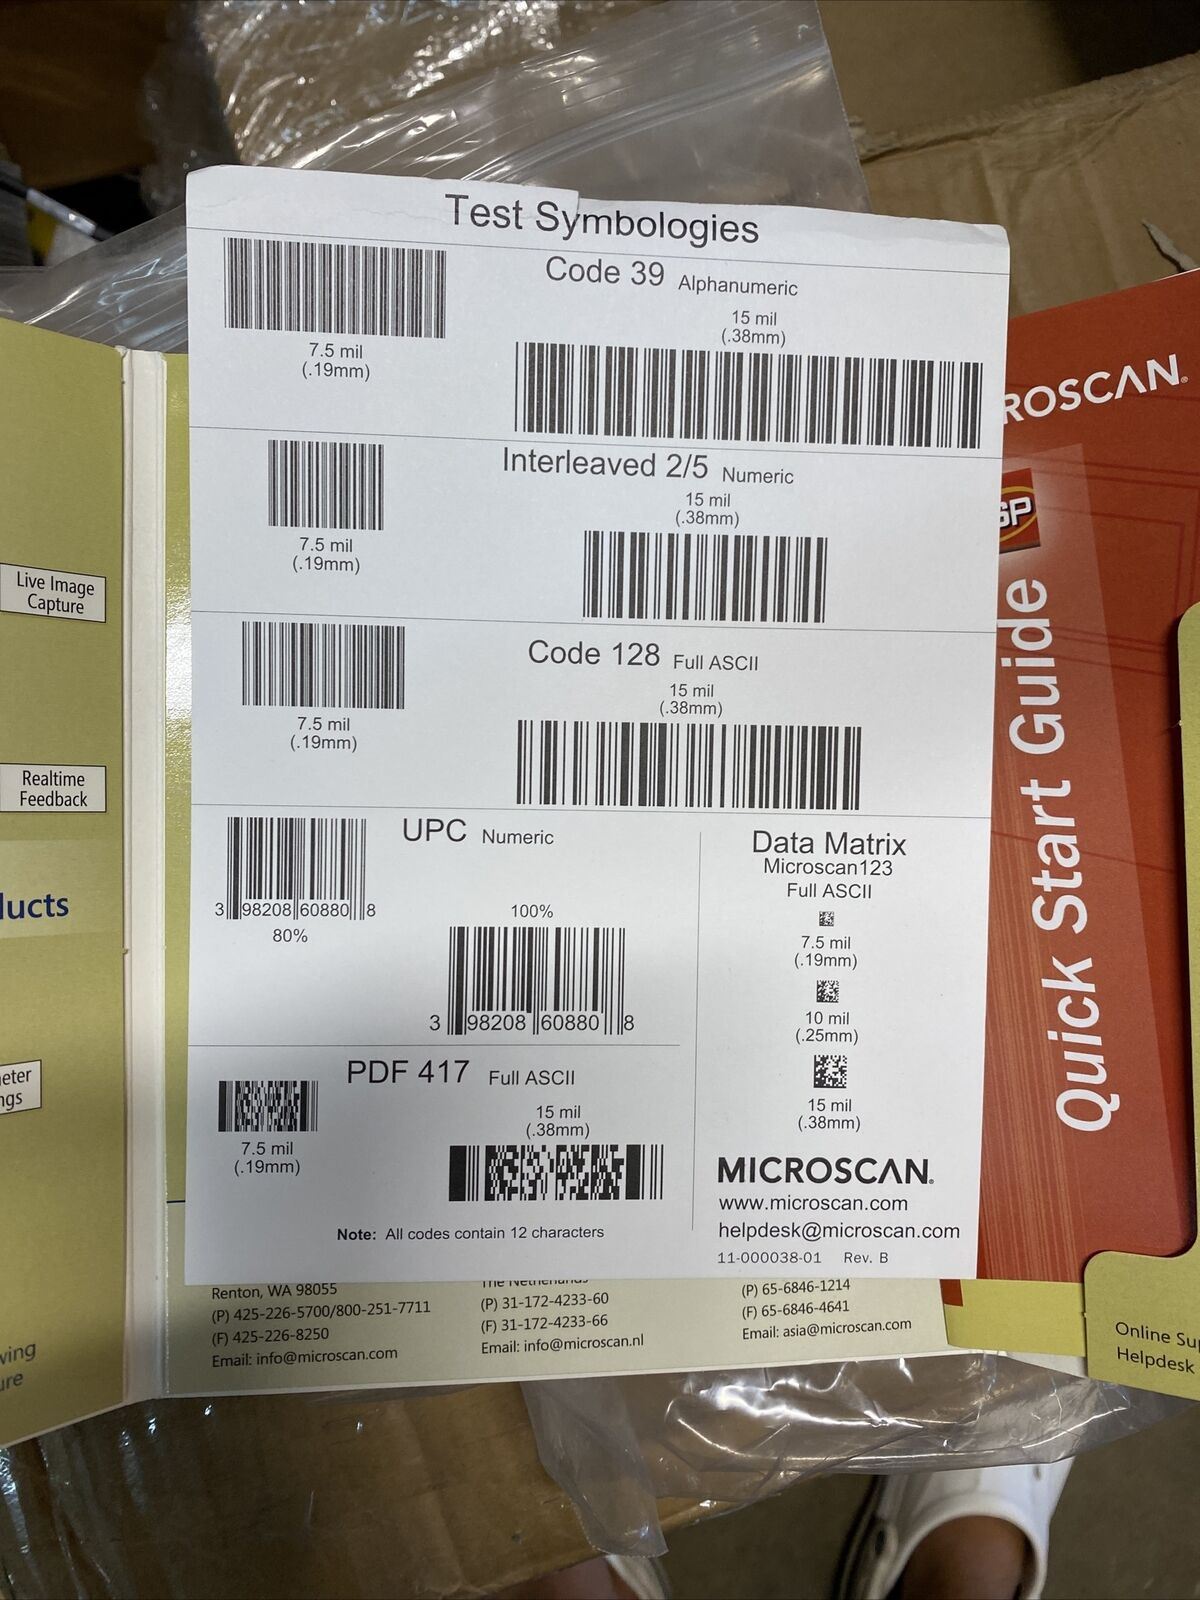 Test Symbologies
Code 39 Alphanumeric
7.5 mil
(.19mm)
15 mil
(.38mm)
Interleaved 2/5 Numeric
7.5 mil
(.19mm)
15 mil
(.38mm)
Code 128 Full ASCII
7.5 mil
(.19mm)
15 mil
(.38mm)
UPC Numeric
3 98208 60880 8
80%
100%
3 98208 60880 8
Data Matrix
Microscan123
Full ASCII
7.5 mil
(.19mm)
10 mil
(.25mm)
15 mil
(.38mm)
PDF 417 Full ASCII
7.5 mil
(.19mm)
15 mil
(.38mm)
Note: All codes contain 12 characters
MICROSCAN.
www.microscan.com
helpdesk@microscan.com
11-000038-01 Rev. B
Live Image
Capture
Realtime
Feedback
ROSCAN.
Quick Start Guide
Renton, WA 98055
(P) 425-226-5700/800-251-7711
(F) 425-226-8250
Email: info@microscan.com
The Netherlands
(P) 31-172-4233-60
(F) 31-172-4233-66
Email: info@microscan.nl
(P) 65-6846-1214
(F) 65-6846-4641
Email: asia@microscan.com
Online
Helpdesk